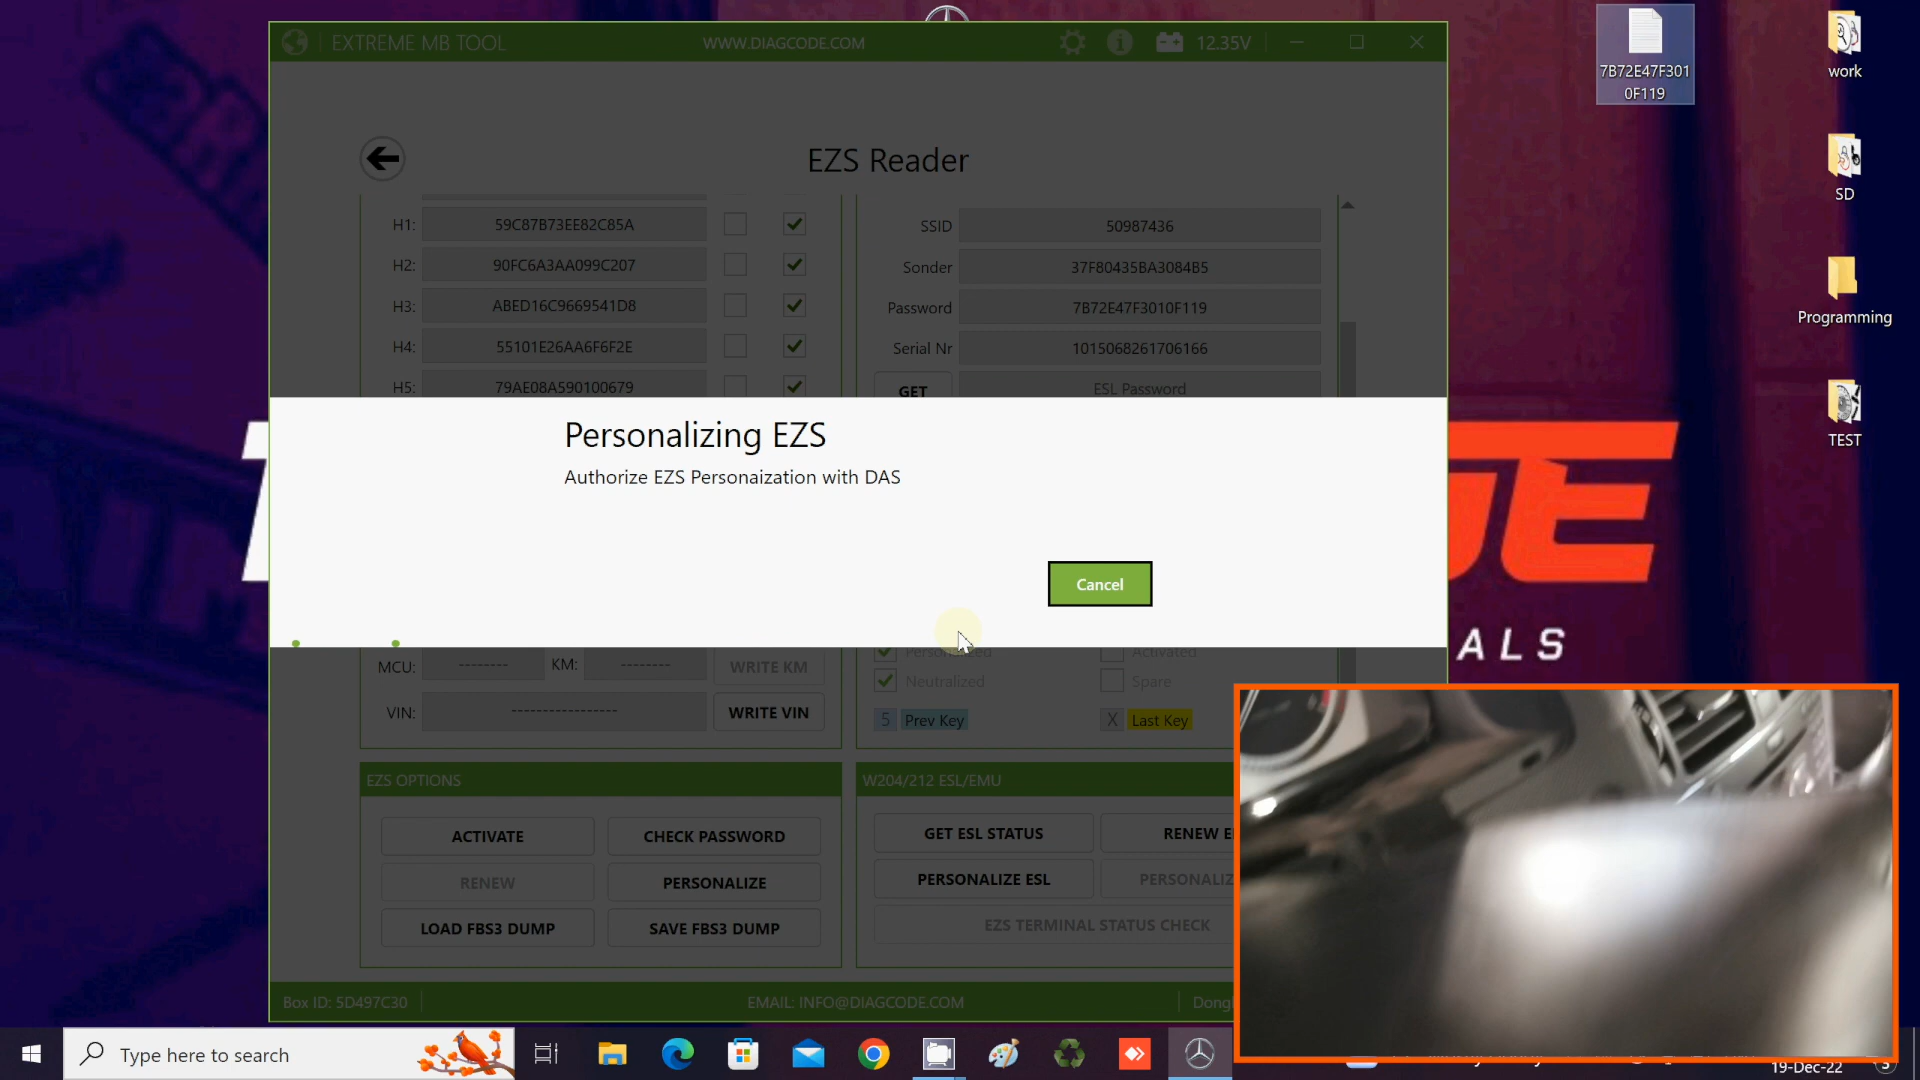 EXTREME MB TOOL
WWW.DIAGCODE.COM
12.35V
7B72E47F301
0F119
work
SD
Programming
TEST
EZS Reader
H1: 59C87B73EE82C85A
H2: 90FC6A3AA099C207
H3: ABED16C9669541D8
H4: 55101E26AA6F6F2E
H5: 79AE08A590100679
SSID 50987436
Sonder 37F80435BA3084B5
Password 7B72E47F3010F119
Serial Nr 1015068261706166
GET ESL Password
Personalizing EZS
Authorize EZS Personaization with DAS
Cancel
ALS
MCU: -------- KM: -------- WRITE KM
VIN: ---------------- WRITE VIN
Personalized Activated
Neutralized Spare
5 Prev Key X Last Key
EZS OPTIONS
ACTIVATE CHECK PASSWORD
RENEW PERSONALIZE
LOAD FBS3 DUMP SAVE FBS3 DUMP
W204/212 ESL/EMU
GET ESL STATUS RENEW E
PERSONALIZE ESL PERSONALIZ
EZS TERMINAL STATUS CHECK
Box ID: 5D497C30
EMAIL: INFO@DIAGCODE.COM
Dong
Type here to search
19-Dec-22